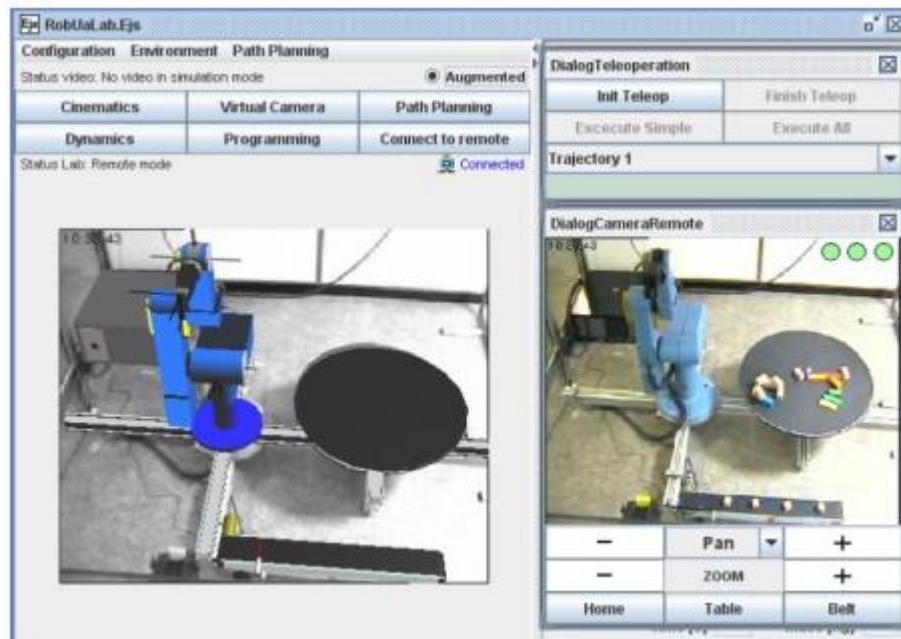 Ejs RobUaLab.Ejs
Configuration Environment Path Planning
Status video: No video in simulation mode
Augmented
Cinematics Virtual Camera Path Planning
Dynamics Programming Connect to remote
Status Lab: Remote mode
Connected
DialogTeleoperation
Init Teleop Finish Teleop
Excecute Simple Execute All
Trajectory 1
DialogCameraRemote
− Pan +
− ZOOM +
Home Table Belt